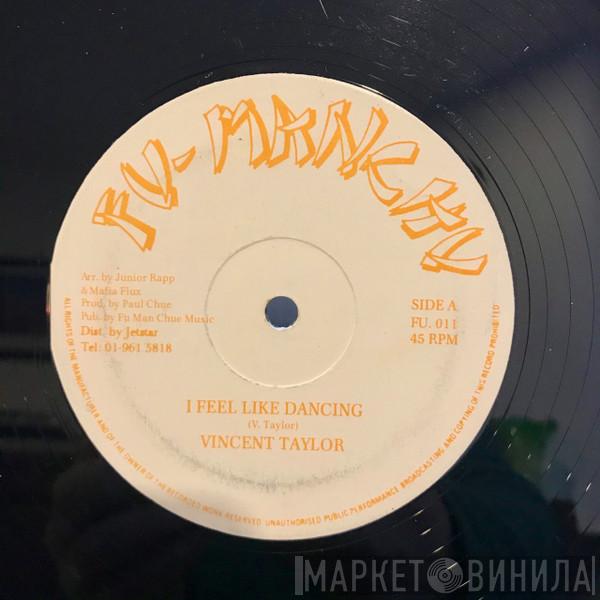 FU-MANCHU
Arr. by Junior Rapp
& Mafia Flux
Prod. by Paul Chue
Pub. by Fu Man Chue Music
Dist. by Jetstar
Tel: 01-961 5818
SIDE A
FU. 011
45 RPM
I FEEL LIKE DANCING
(V. Taylor)
VINCENT TAYLOR
ALL RIGHTS OF THE MANUFACTURER AND OF THE OWNER OF THE RECORDED WORK RESERVED UNAUTHORISED PUBLIC PERFORMANCE BROADCASTING AND COPYING OF THIS RECORD PROHIBITED
МАРКЕТ ВИНИЛА